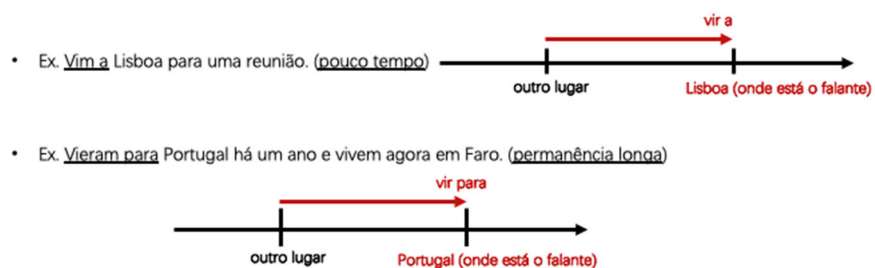 vir a
• Ex. Vim a Lisboa para uma reunião. (pouco tempo)
outro lugar Lisboa (onde está o falante)
• Ex. Vieram para Portugal há um ano e vivem agora em Faro. (permanência longa)
vir para
outro lugar Portugal (onde está o falante)